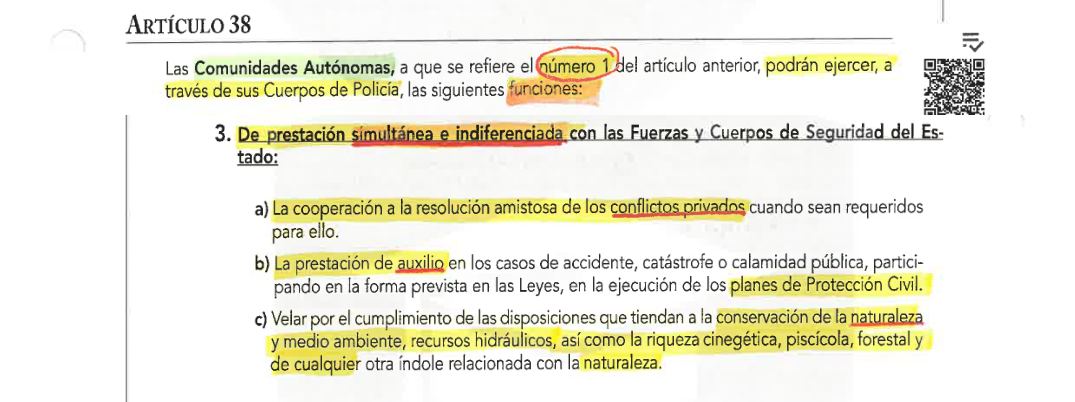 ARTÍCULO 38
Las Comunidades Autónomas, a que se refiere el número 1 del artículo anterior, podrán ejercer, a
través de sus Cuerpos de Policía, las siguientes funciones:
3. De prestación simultánea e indiferenciada con las Fuerzas y Cuerpos de Seguridad del Es-
tado:
a) La cooperación a la resolución amistosa de los conflictos privados cuando sean requeridos
para ello.
b) La prestación de auxilio en los casos de accidente, catástrofe o calamidad pública, partici-
pando en la forma prevista en las Leyes, en la ejecución de los planes de Protección Civil.
c) Velar por el cumplimiento de las disposiciones que tiendan a la conservación de la naturaleza
y medio ambiente, recursos hidráulicos, así como la riqueza cinegética, piscícola, forestal y
de cualquier otra índole relacionada con la naturaleza.